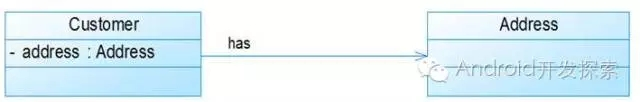 Customer
- address : Address
has
Address
Android开发探索